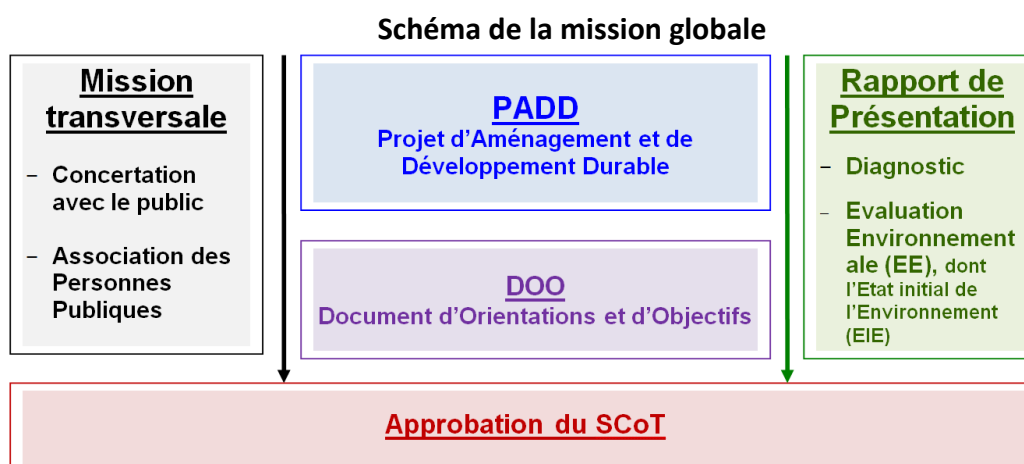 Schéma de la mission globale
Mission
transversale
– Concertation
avec le public
– Association des
Personnes
Publiques
PADD
Projet d’Aménagement et de
Développement Durable
DOO
Document d’Orientations et d’Objectifs
Rapport de
Présentation
– Diagnostic
– Evaluation
Environnement
ale (EE), dont
l’Etat initial de
l’Environnement
(EIE)
Approbation du SCoT